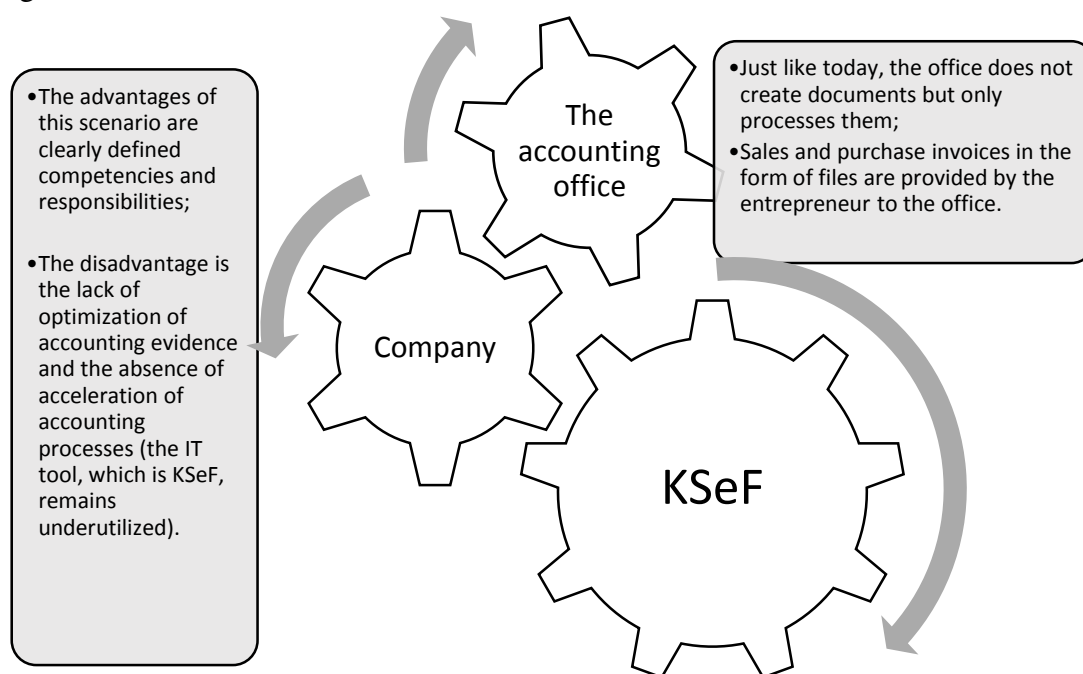 •The advantages of
this scenario are
clearly defined
competencies and
responsibilities;
•The disadvantage is
the lack of
optimization of
accounting evidence
and the absence of
acceleration of
accounting
processes (the IT
tool, which is KSeF,
remains
underutilized).
The
accounting
office
•Just like today, the office does not
create documents but only
processes them;
•Sales and purchase invoices in the
form of files are provided by the
entrepreneur to the office.
Company
KSeF